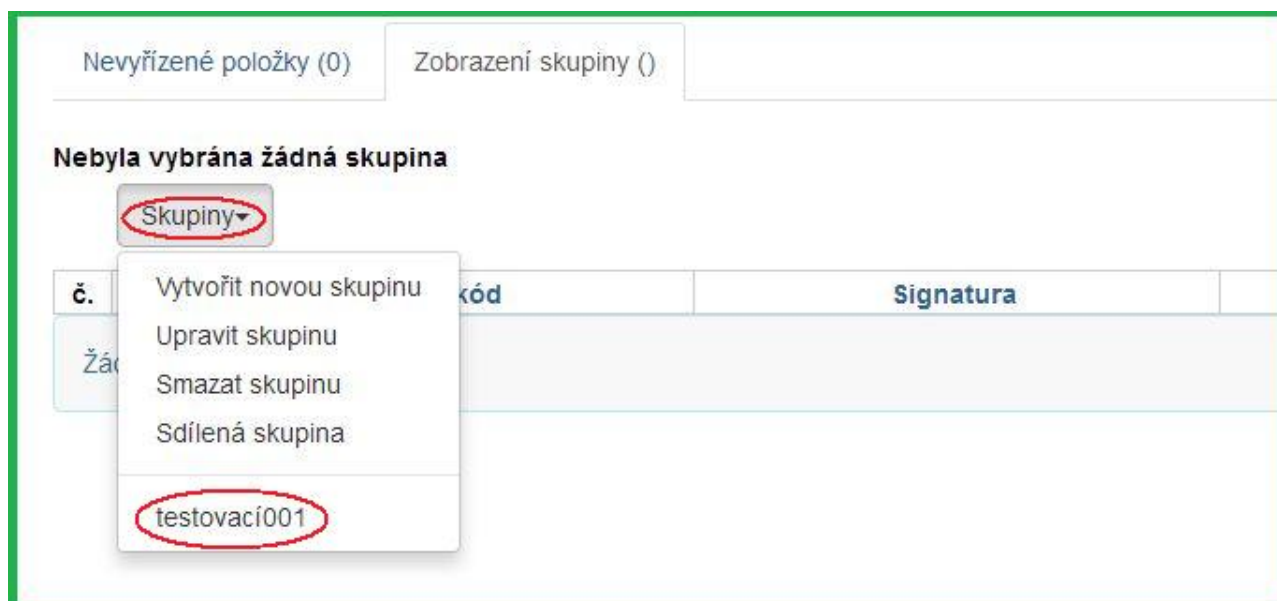 Nevyřízené položky (0) Zobrazení skupiny ()
Nebyla vybrána žádná skupina
Skupiny
č. kód Signatura
Vytvořit novou skupinu
Upravit skupinu
Smazat skupinu
Sdílená skupina
testovací001